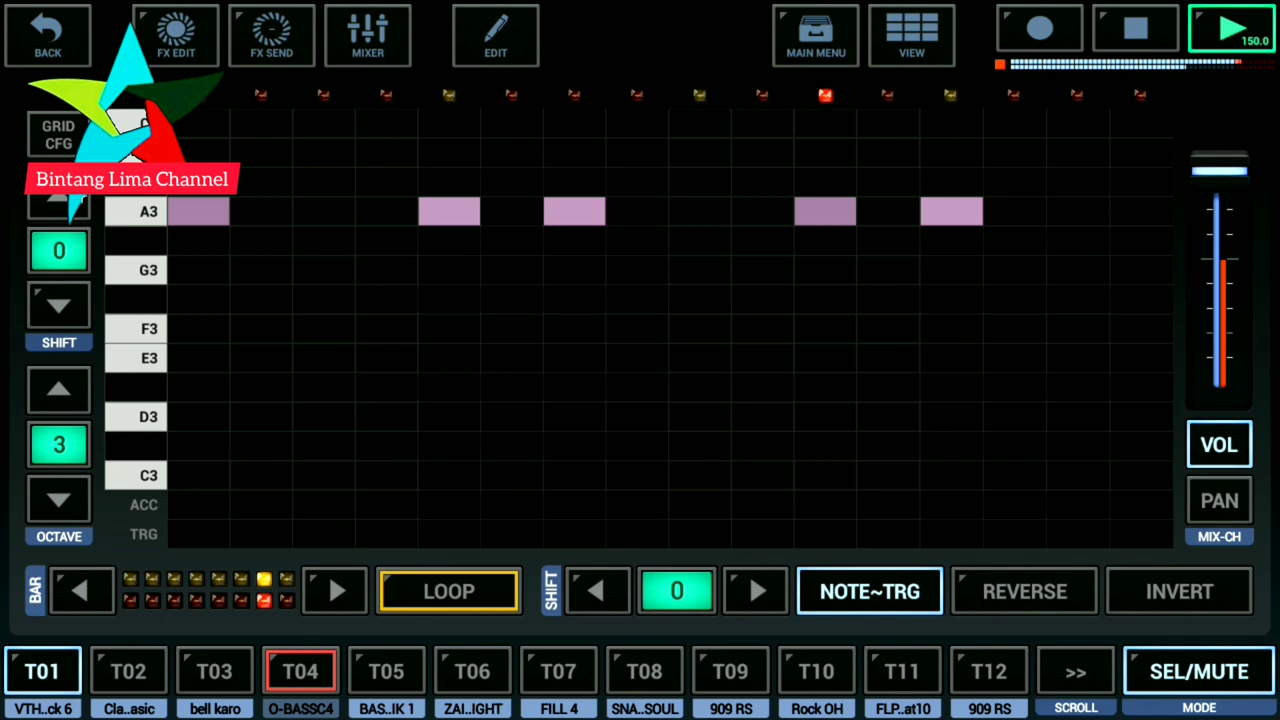 BACK
FX EDIT
FX SEND
MIXER
EDIT
MAIN MENU
VIEW
150.0
GRID
CFG
Bintang Lima Channel
A3
0
G3
SHIFT
F3
E3
D3
3
C3
ACC
TRG
OCTAVE
VOL
PAN
MIX-CH
BAR
LOOP
SHIFT
0
NOTE~TRG
REVERSE
INVERT
T01
T02
T03
T04
T05
T06
T07
T08
T09
T10
T11
T12
>>
SEL/MUTE
VTH..ck 6
Cla..asic
bell karo
O-BASSC4
BAS..IK 1
ZAI..IGHT
FILL 4
SNA..SOUL
909 RS
Rock OH
FLP..at10
909 RS
SCROLL
MODE